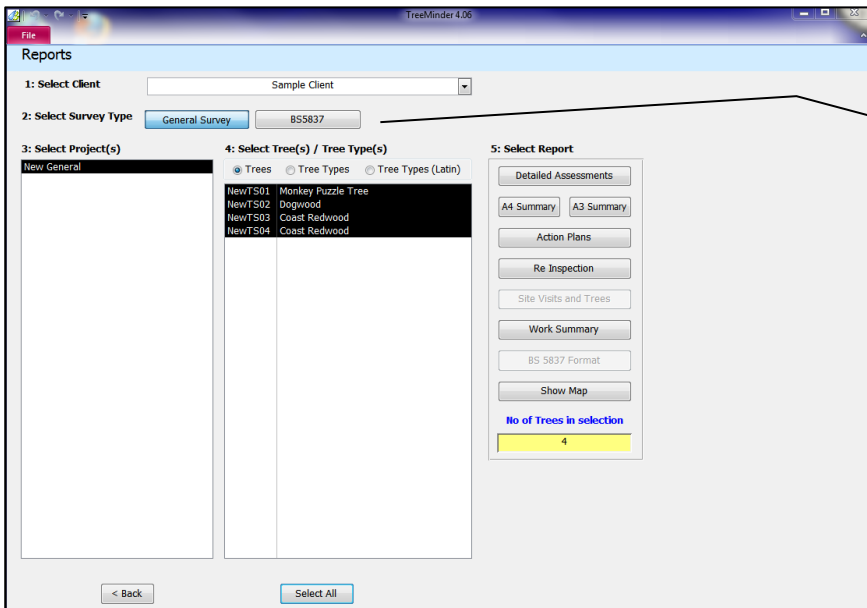 TreeMinder 4.06
File
Reports
1: Select Client
Sample Client
2: Select Survey Type
General Survey
BS5837
3: Select Project(s)
New General
4: Select Tree(s) / Tree Type(s)
Trees
Tree Types
Tree Types (Latin)
NewTS01 Monkey Puzzle Tree
NewTS02 Dogwood
NewTS03 Coast Redwood
NewTS04 Coast Redwood
5: Select Report
Detailed Assessments
A4 Summary
A3 Summary
Action Plans
Re Inspection
Site Visits and Trees
Work Summary
BS 5837 Format
Show Map
No of Trees in selection
4
< Back
Select All